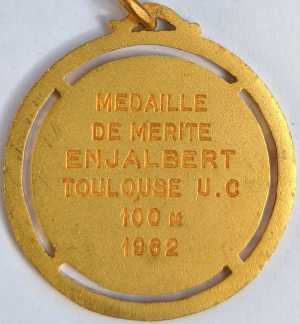 MEDAILLE
DE MERITE
ENJALBERT
TOULOUSE U.C
100 M
1962